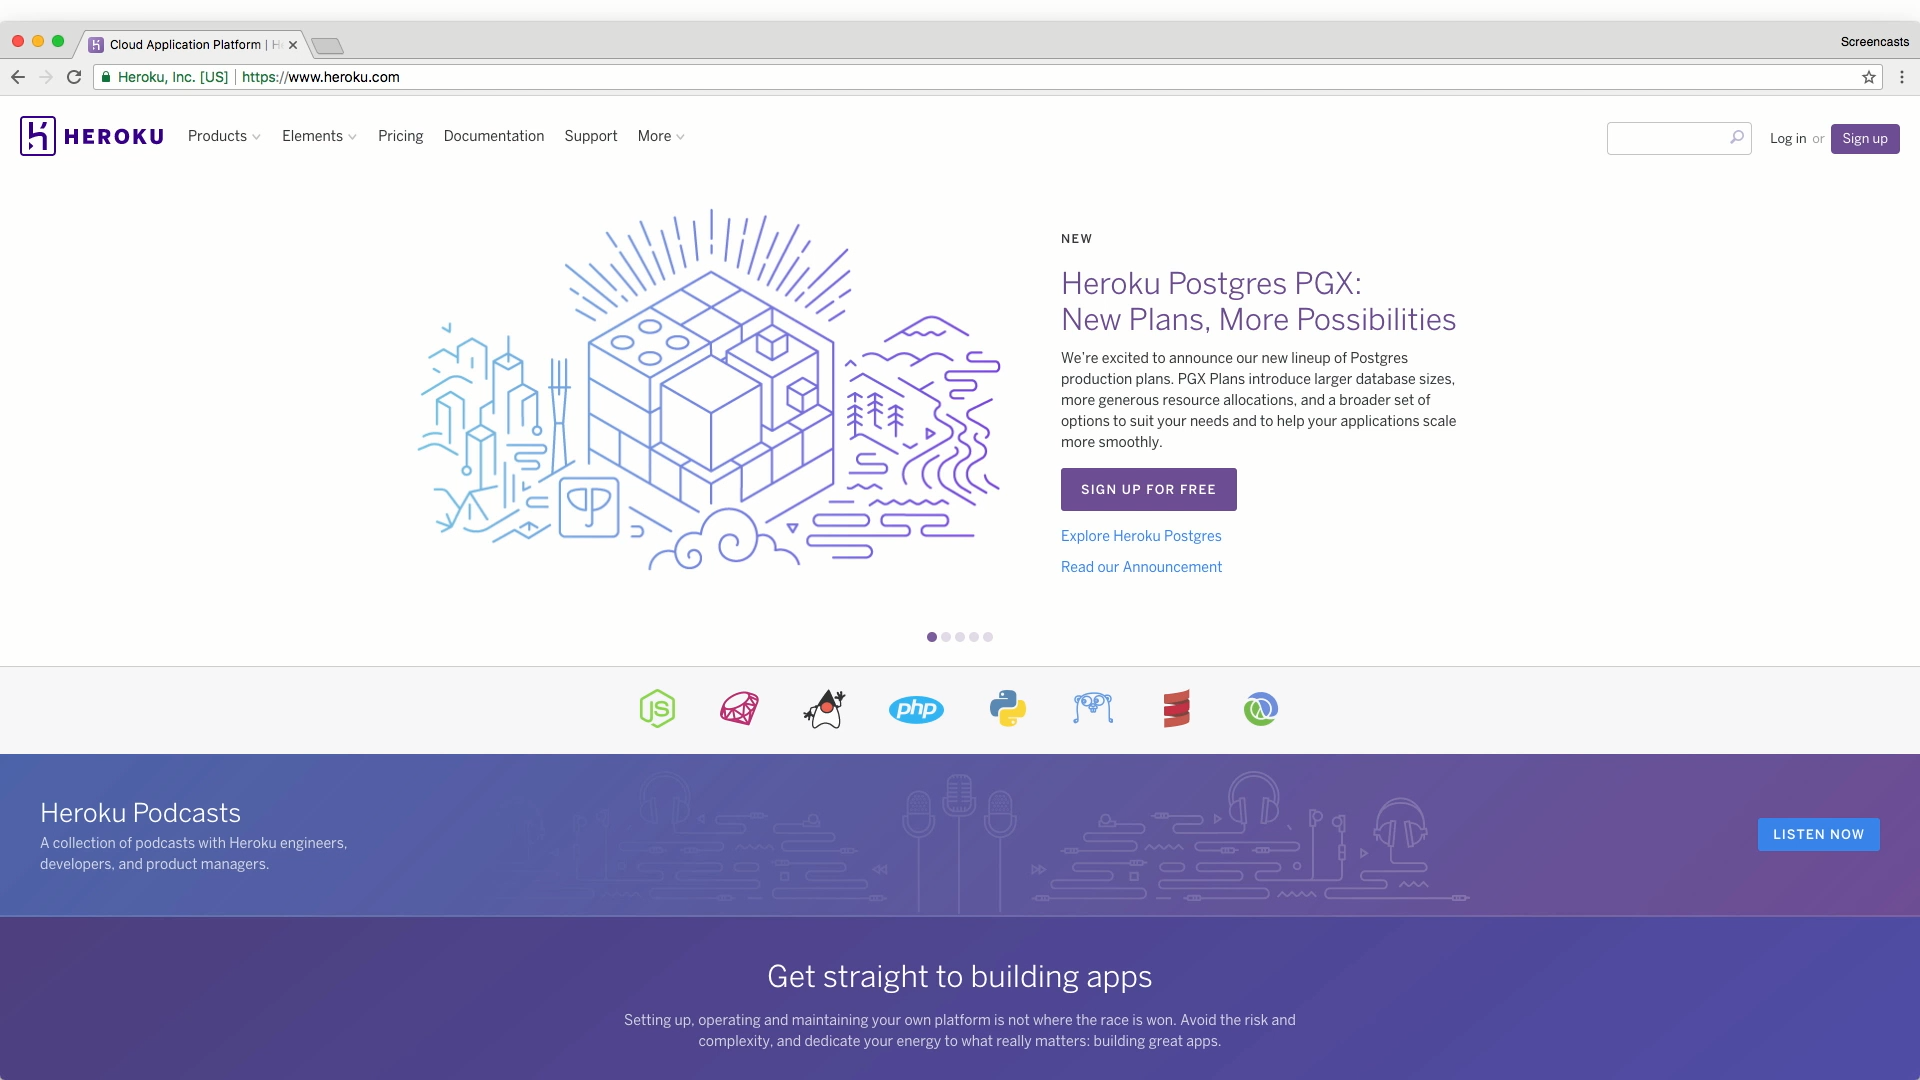 Cloud Application Platform | H
Screencasts
Heroku, Inc. [US] | https://www.heroku.com
HEROKU
Products
Elements
Pricing
Documentation
Support
More
Log in or
Sign up
NEW
Heroku Postgres PGX:
New Plans, More Possibilities
We're excited to announce our new lineup of Postgres
production plans. PGX Plans introduce larger database sizes,
more generous resource allocations, and a broader set of
options to suit your needs and to help your applications scale
more smoothly.
SIGN UP FOR FREE
Explore Heroku Postgres
Read our Announcement
JS
php
Heroku Podcasts
A collection of podcasts with Heroku engineers,
developers, and product managers.
LISTEN NOW
Get straight to building apps
Setting up, operating and maintaining your own platform is not where the race is won. Avoid the risk and
complexity, and dedicate your energy to what really matters: building great apps.